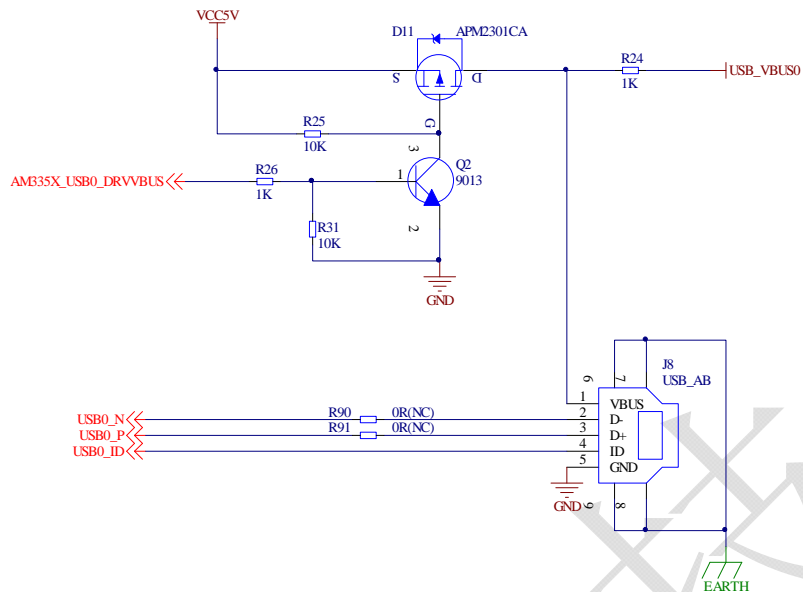 VCC5V
D11
APM2301CA
S
D
R24
1K
USB_VBUS0
G
R25
10K
3
Q2
9013
R26
1K
1
AM335X_USB0_DRVVBUS
R31
10K
2
GND
J8
USB_AB
6
7
1
VBUS
R90
0R(NC)
2
D-
USB0_N
R91
0R(NC)
3
D+
USB0_P
4
ID
USB0_ID
5
GND
GND
9
8
EARTH